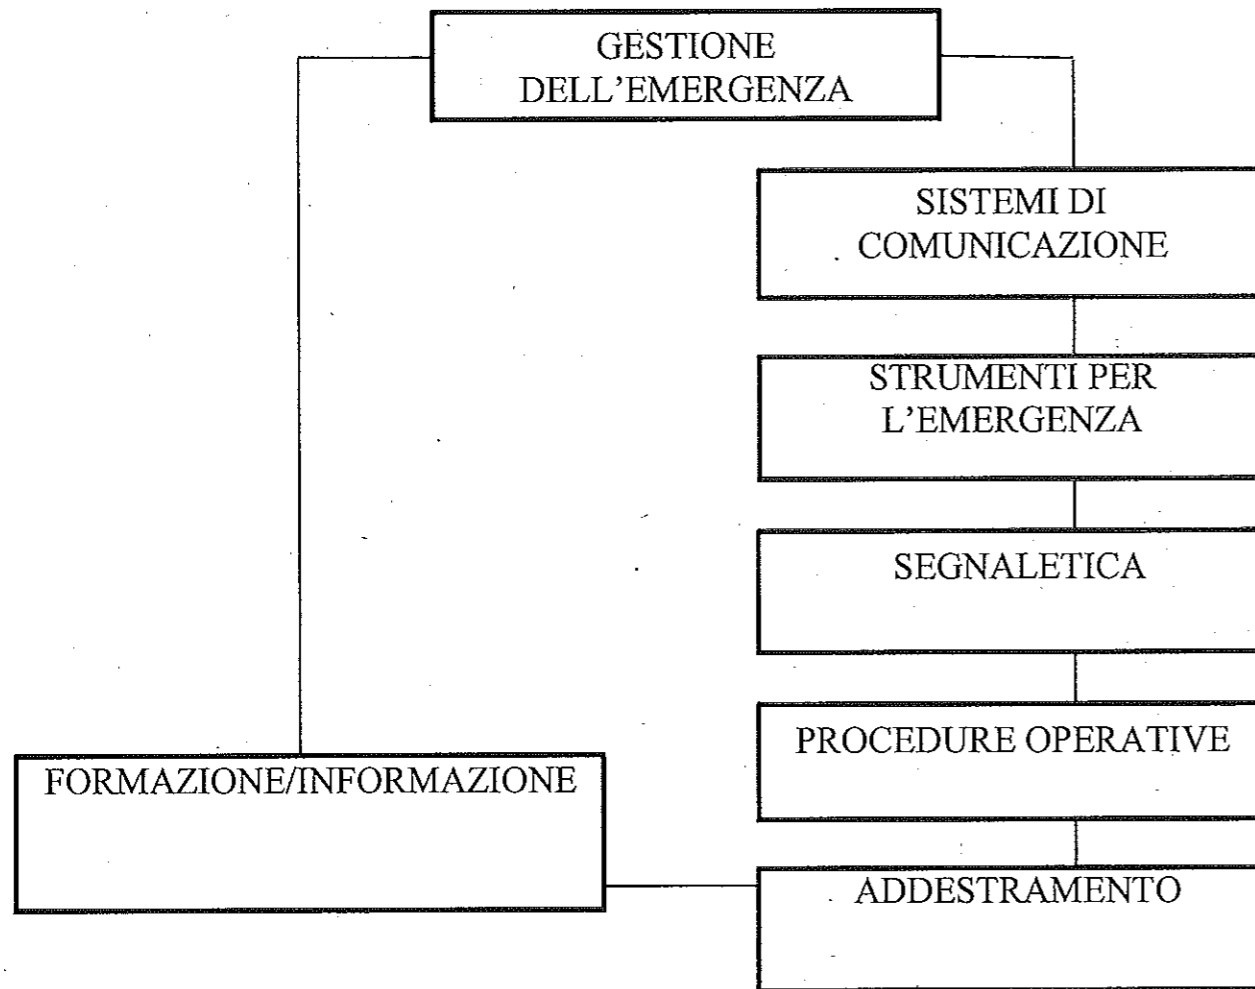 GESTIONE
DELL'EMERGENZA
SISTEMI DI
COMUNICAZIONE
STRUMENTI PER
L'EMERGENZA
SEGNALETICA
PROCEDURE OPERATIVE
FORMAZIONE/INFORMAZIONE
ADDESTRAMENTO